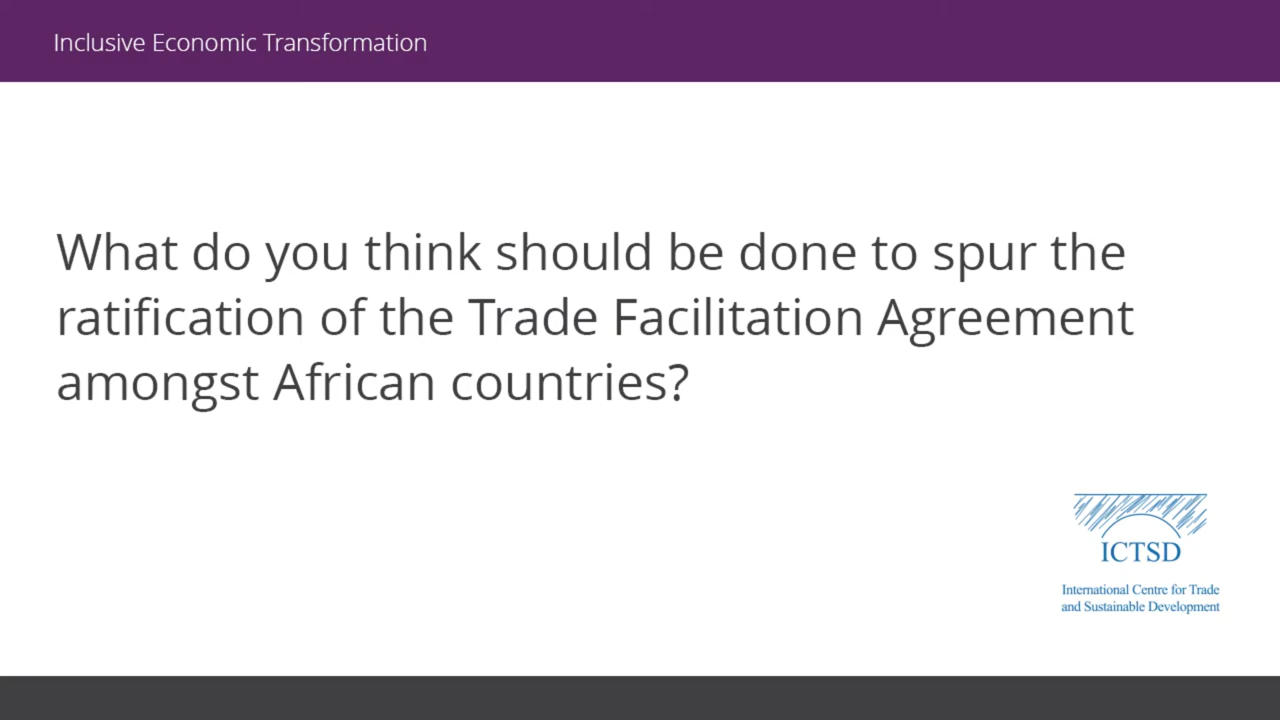 Inclusive Economic Transformation
What do you think should be done to spur the
ratification of the Trade Facilitation Agreement
amongst African countries?
ICTSD
International Centre for Trade
and Sustainable Development